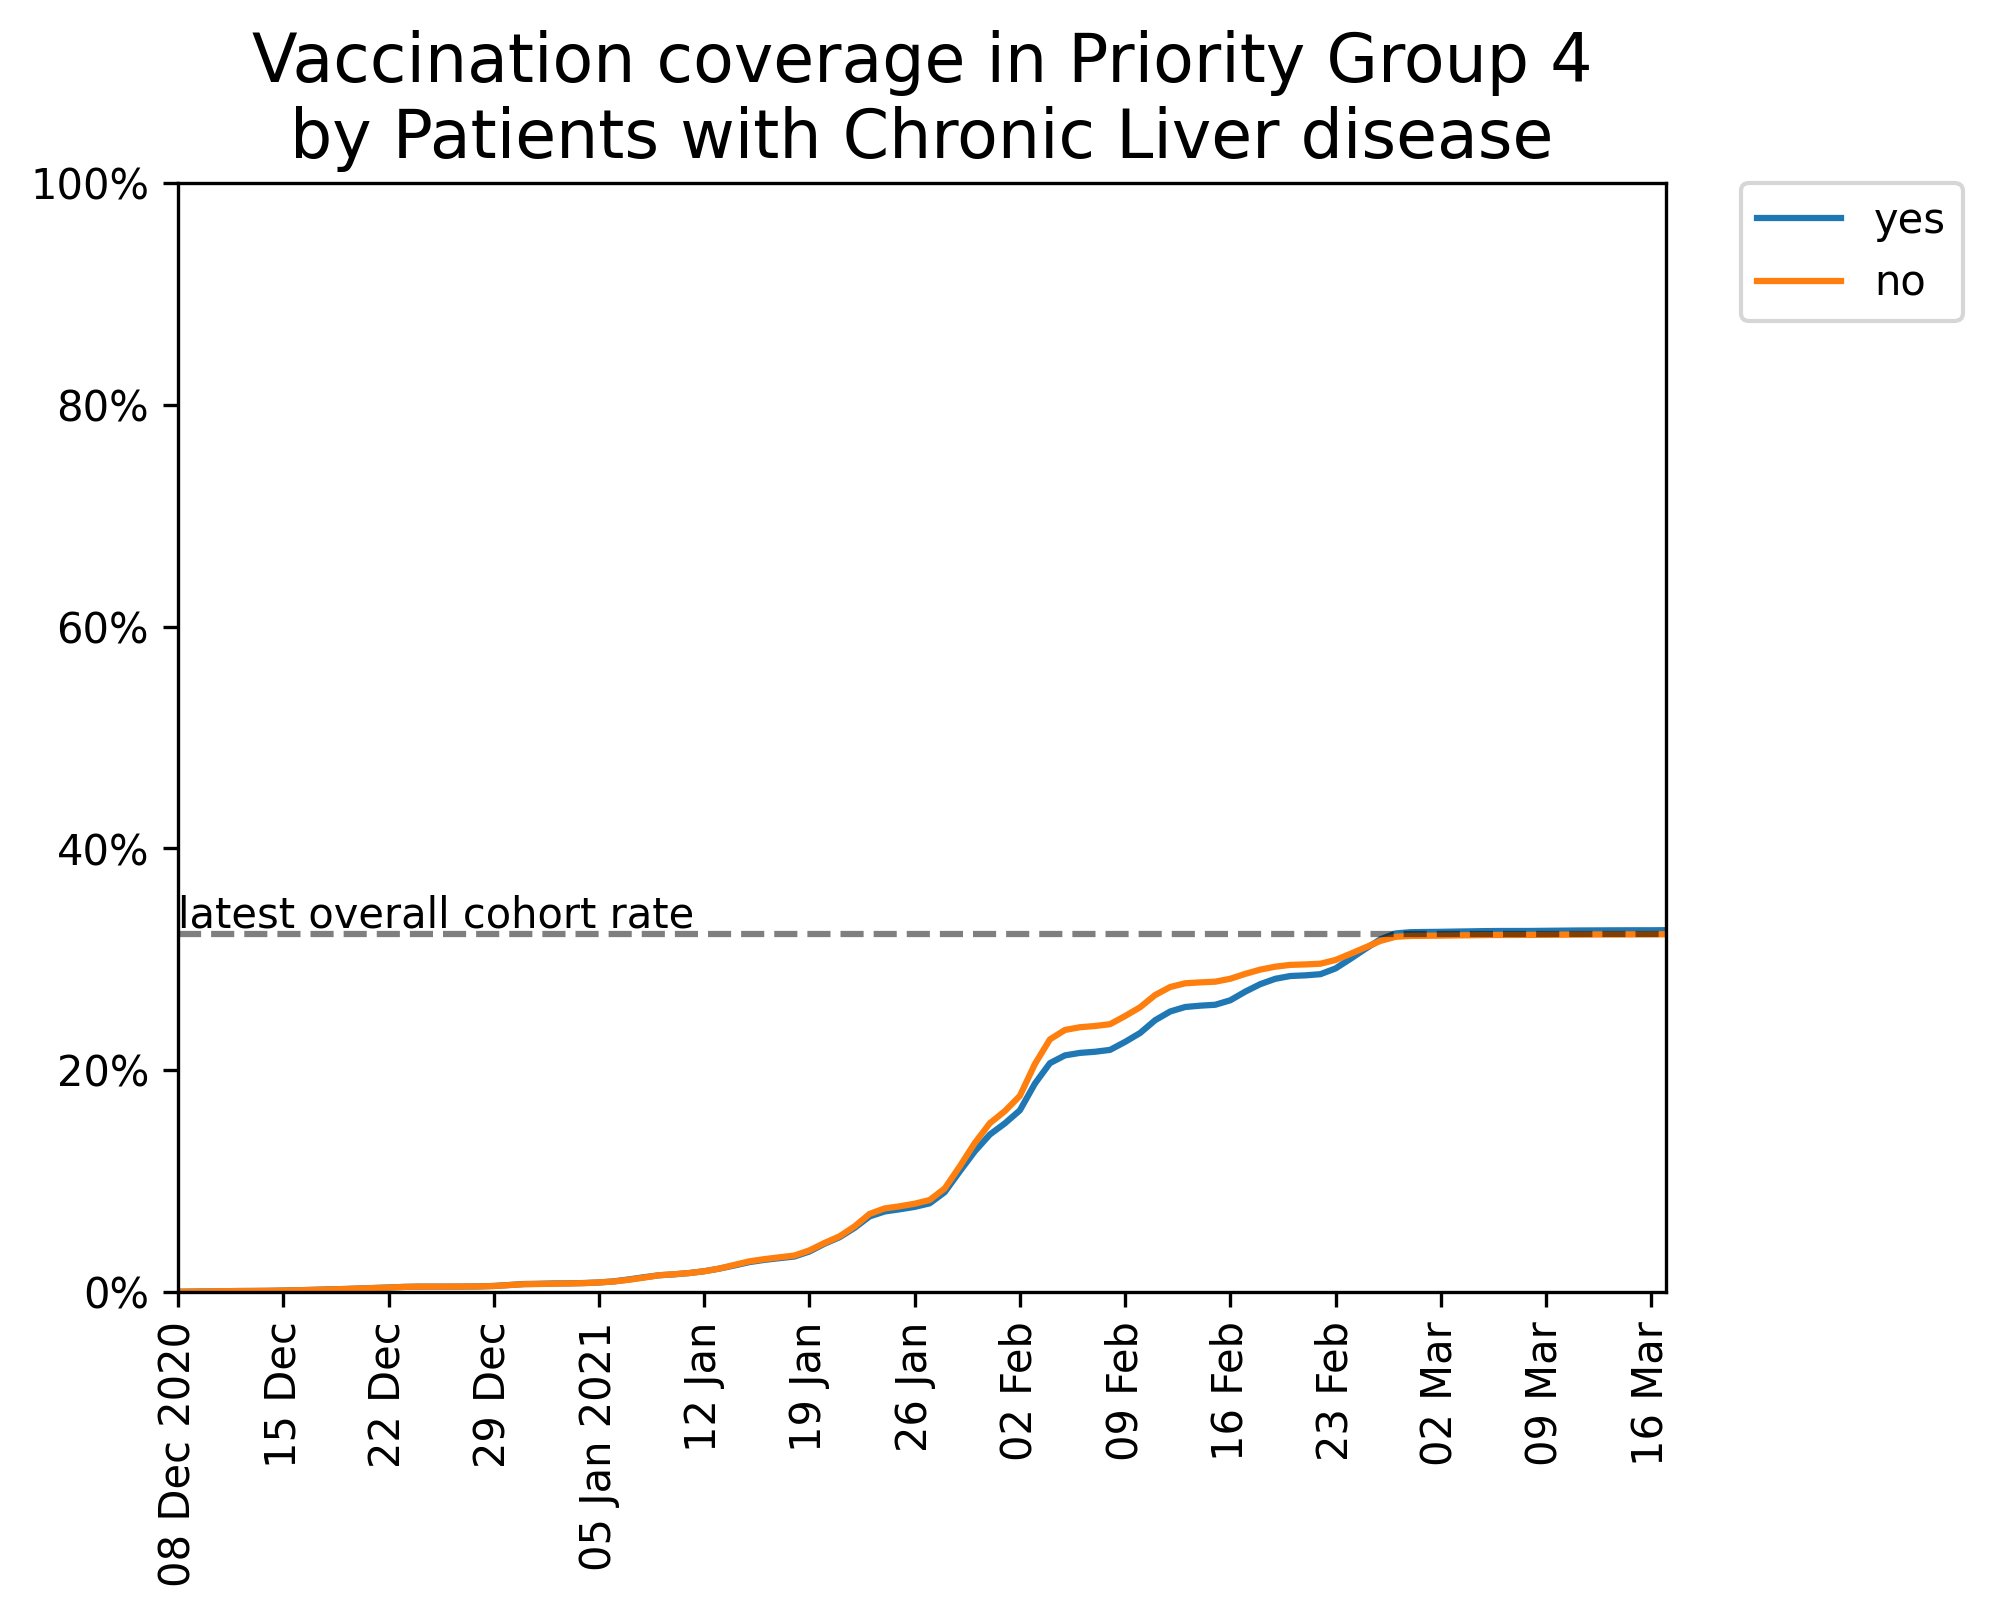 Vaccination coverage in Priority Group 4
by Patients with Chronic Liver disease
100%
80%
60%
40%
20%
0%
latest overall cohort rate
yes
no
08 Dec 2020
15 Dec
22 Dec
29 Dec
05 Jan 2021
12 Jan
19 Jan
26 Jan
02 Feb
09 Feb
16 Feb
23 Feb
02 Mar
09 Mar
16 Mar